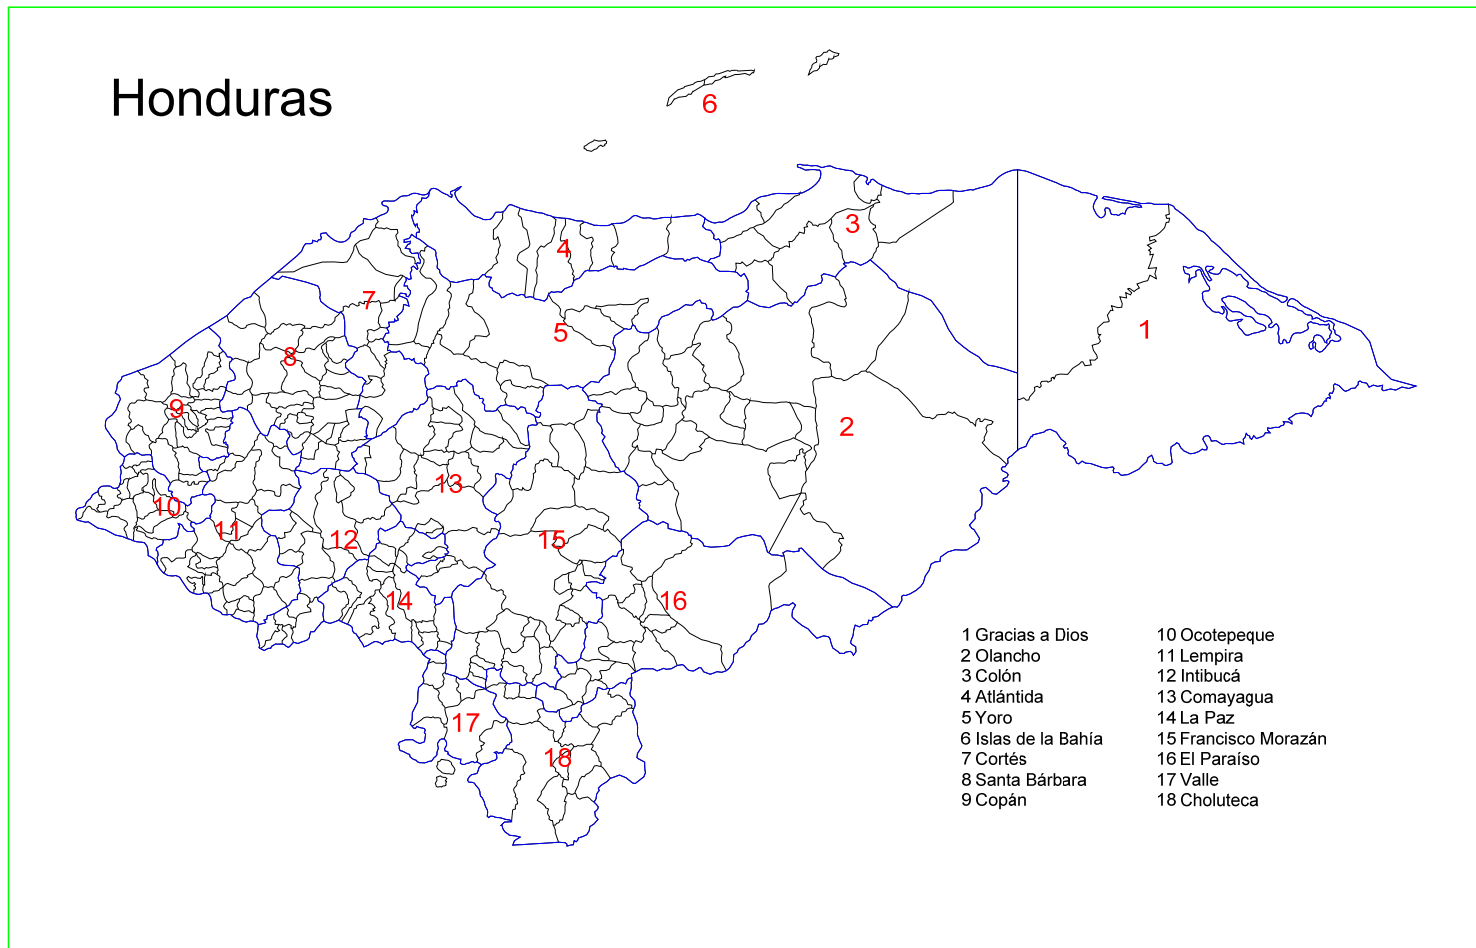 Honduras
6
3
4
7
5
1
8
9
2
13
10
11
12
15
14
16
17
18
1 Gracias a Dios
2 Olancho
3 Colón
4 Atlántida
5 Yoro
6 Islas de la Bahía
7 Cortés
8 Santa Bárbara
9 Copán
10 Ocotepeque
11 Lempira
12 Intibucá
13 Comayagua
14 La Paz
15 Francisco Morazán
16 El Paraíso
17 Valle
18 Choluteca